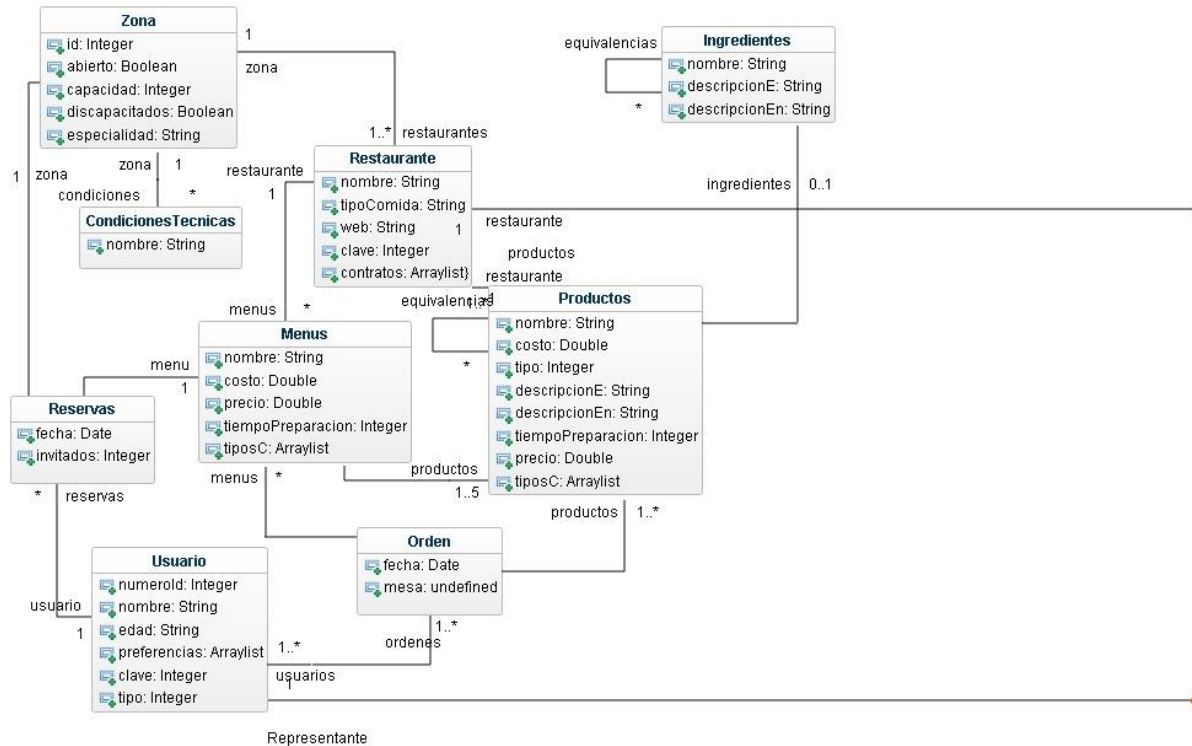 Zona
id: Integer
abierto: Boolean
capacidad: Integer
discapacitados: Boolean
especialidad: String
1
zona
1..*
restaurantes
equivalencias
*
Ingredientes
nombre: String
descripcionE: String
descripcionEn: String
ingredientes
0..1
1
zona
zona
1
condiciones
*
CondicionesTecnicas
nombre: String
restaurante
1
Restaurante
nombre: String
tipoComida: String
web: String
clave: Integer
contratos: Arraylist}
1
restaurante
productos
restaurante
equivalencias
*
Productos
nombre: String
costo: Double
tipo: Integer
descripcionE: String
descripcionEn: String
tiempoPreparacion: Integer
precio: Double
tiposC: Arraylist
menus
*
Menus
nombre: String
costo: Double
precio: Double
tiempoPreparacion: Integer
tiposC: Arraylist
menu
1
Reservas
fecha: Date
invitados: Integer
*
reservas
menus
*
productos
1..5
productos
1..*
Orden
fecha: Date
mesa: undefined
1..*
ordenes
Usuario
numeroId: Integer
nombre: String
edad: String
preferencias: Arraylist
clave: Integer
tipo: Integer
usuario
1
1..*
usuarios
1
Representante